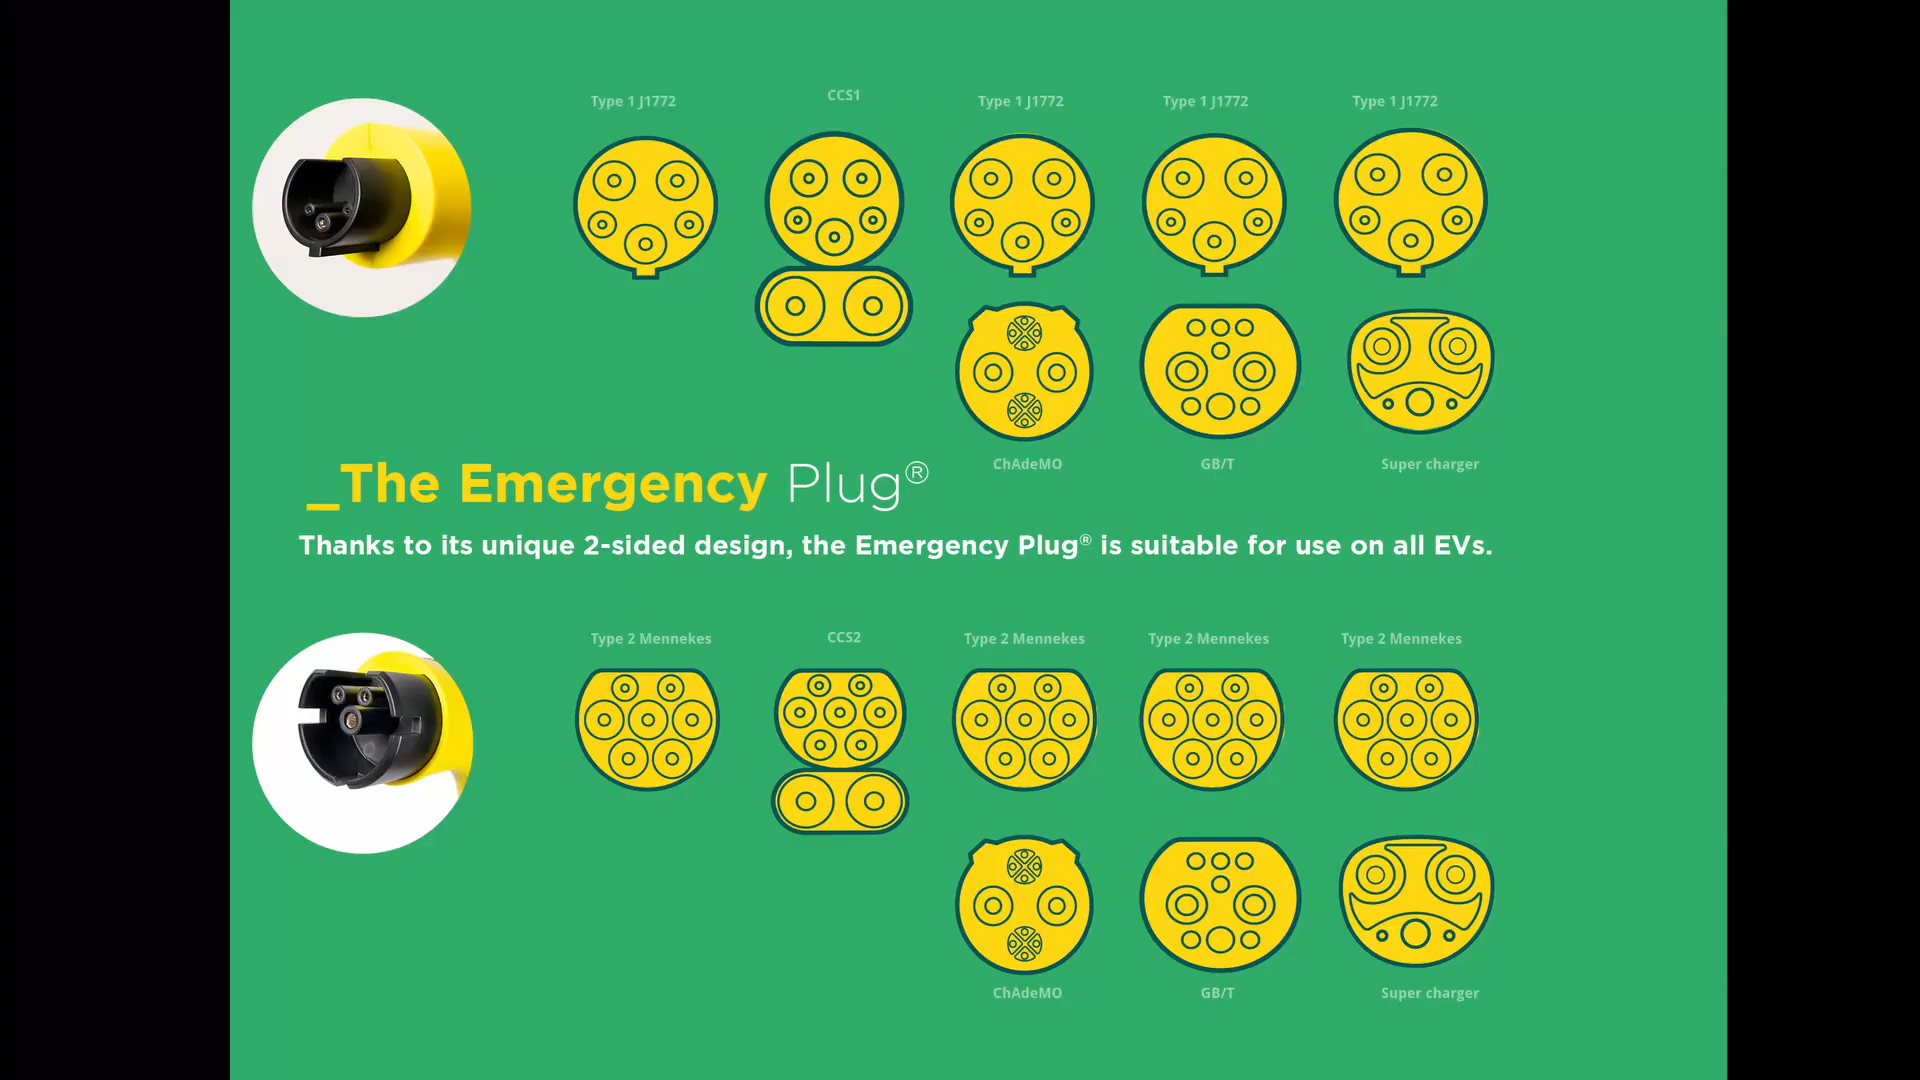 Type 1 J1772
CCS1
Type 1 J1772
Type 1 J1772
Type 1 J1772
ChAdeMO
GB/T
Super charger
_The Emergency Plug®
Thanks to its unique 2-sided design, the Emergency Plug® is suitable for use on all EVs.
Type 2 Mennekes
CCS2
Type 2 Mennekes
Type 2 Mennekes
Type 2 Mennekes
ChAdeMO
GB/T
Super charger